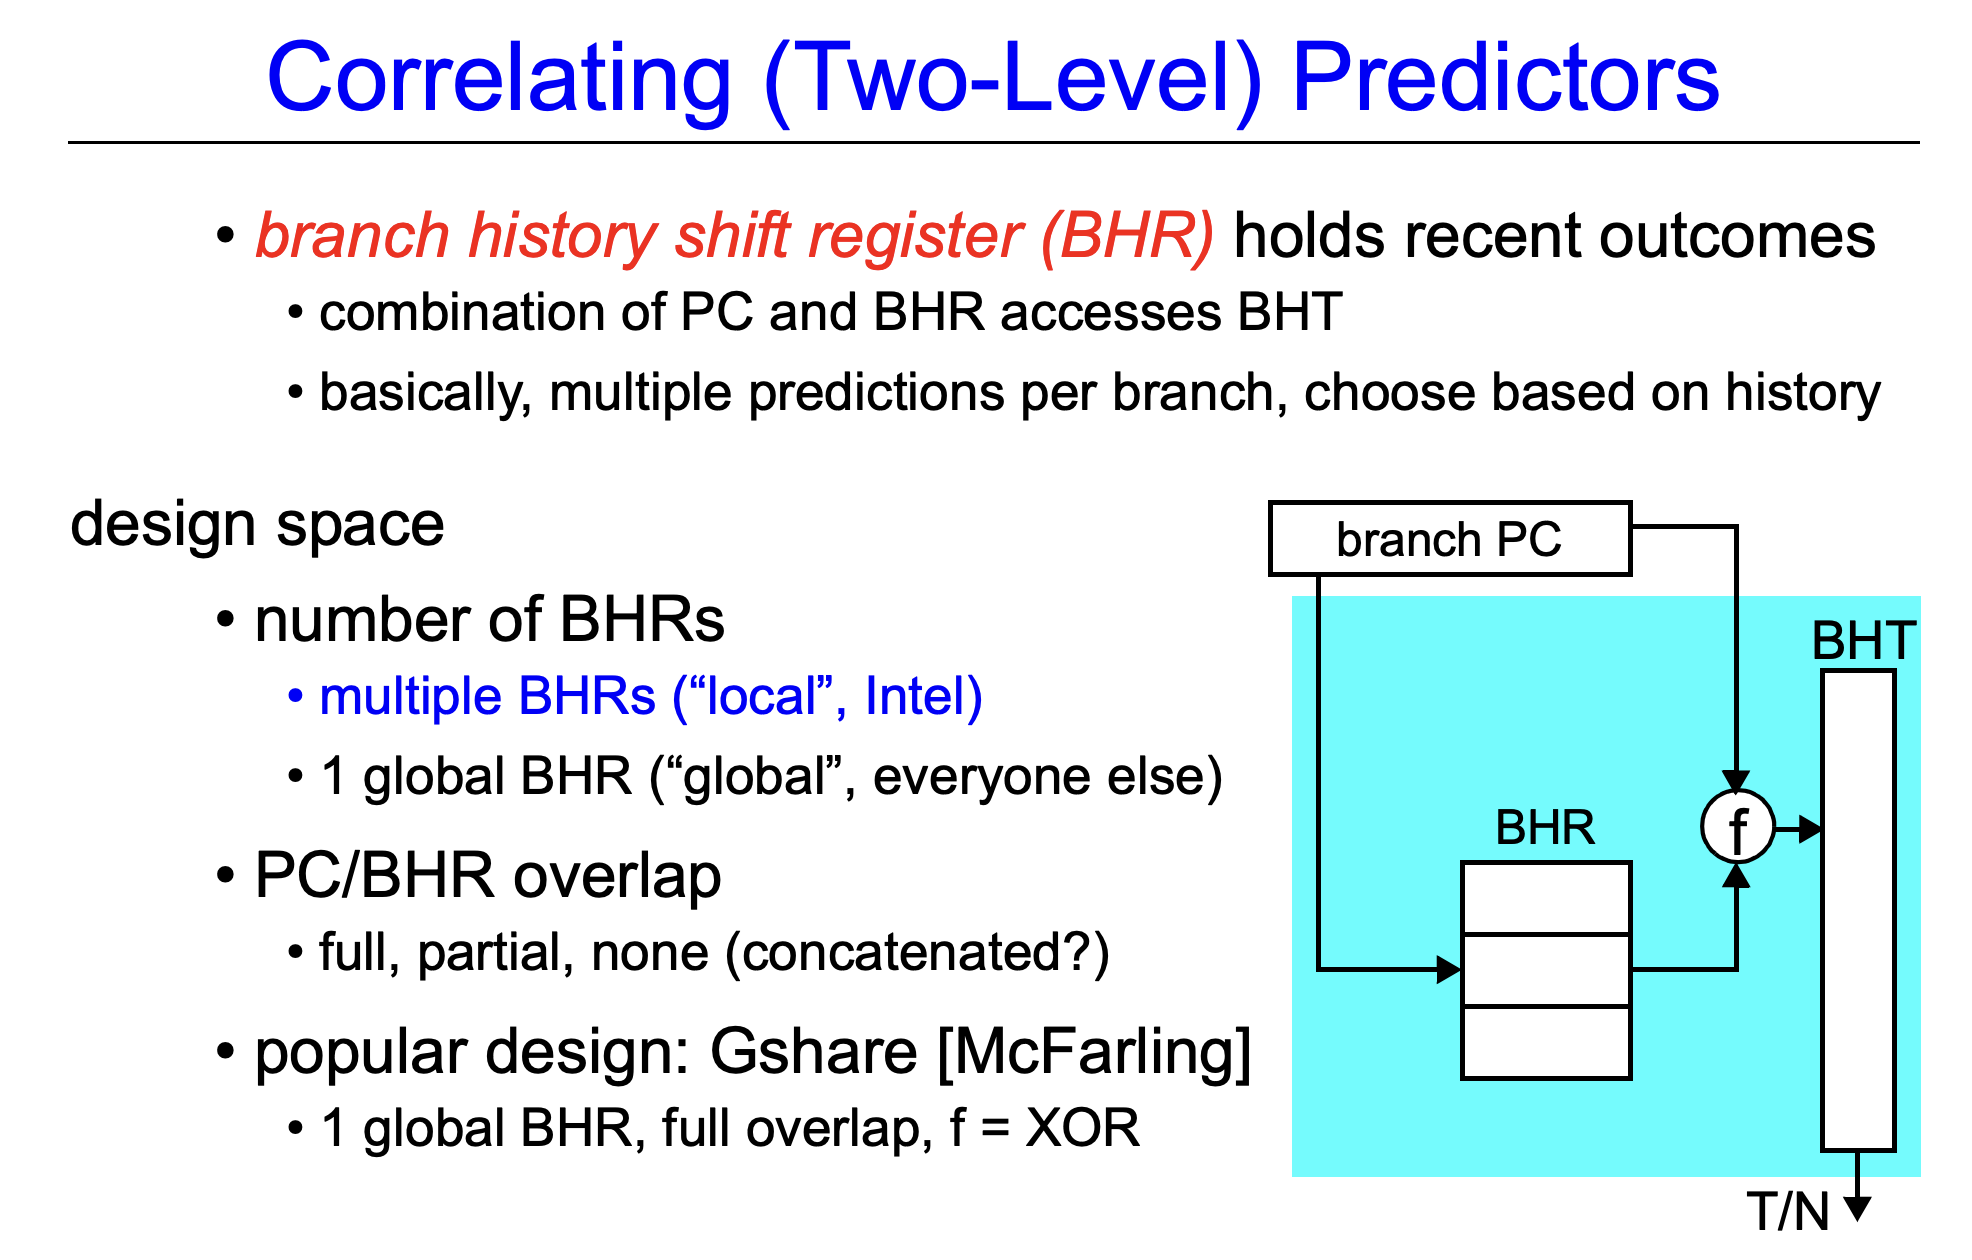 Correlating (Two-Level) Predictors
• branch history shift register (BHR) holds recent outcomes
• combination of PC and BHR accesses BHT
• basically, multiple predictions per branch, choose based on history
design space
• number of BHRs
• multiple BHRs (“local”, Intel)
• 1 global BHR (“global”, everyone else)
• PC/BHR overlap
• full, partial, none (concatenated?)
• popular design: Gshare [McFarling]
• 1 global BHR, full overlap, f = XOR
branch PC
BHT
BHR
f
T/N